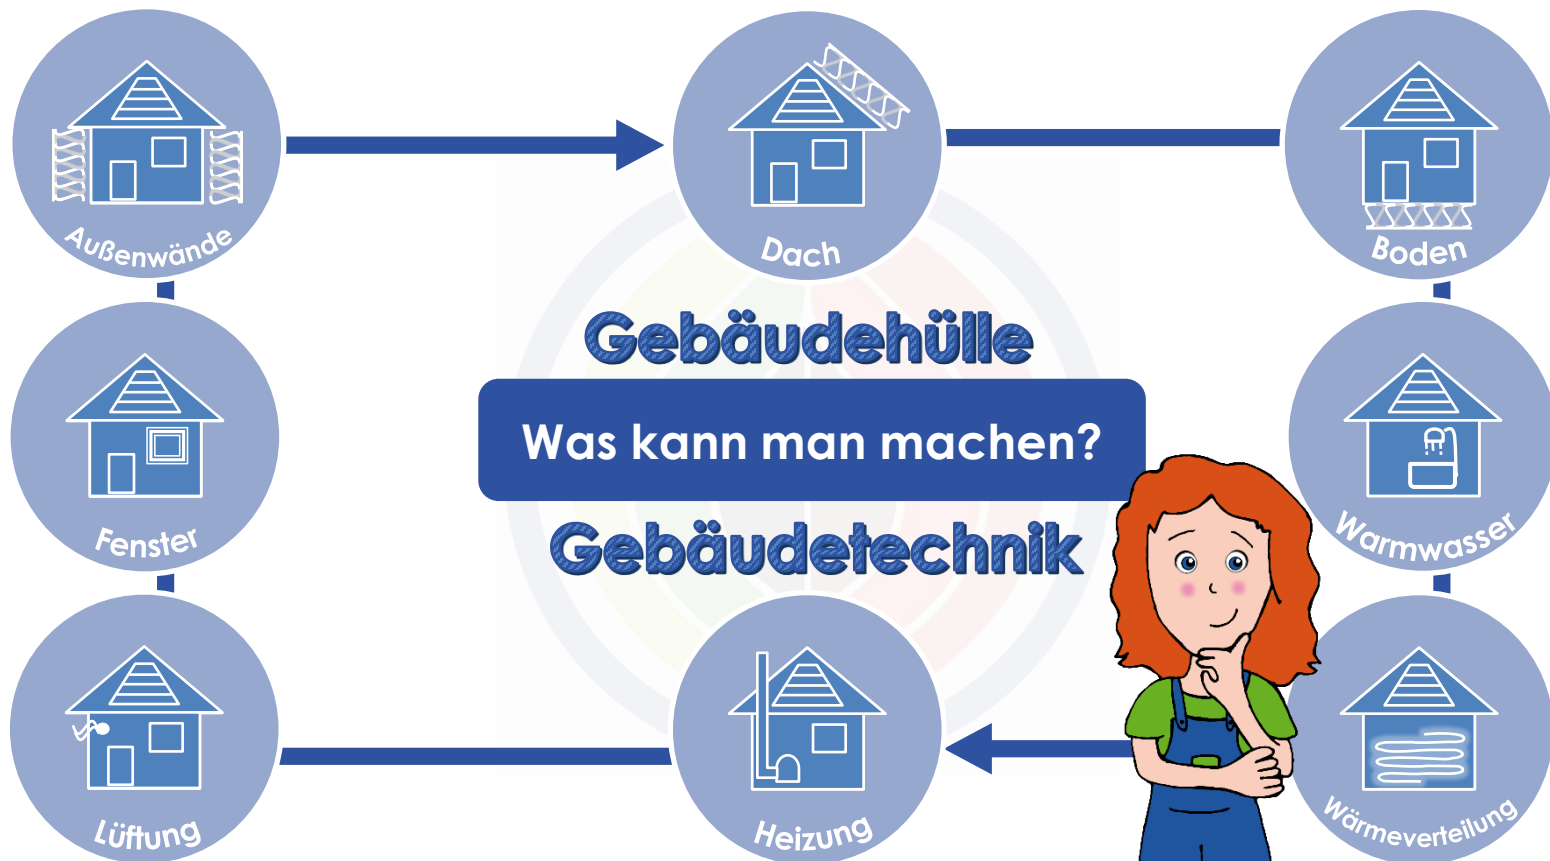 Außenwände
Dach
Boden
Gebäudehülle
Was kann man machen?
Gebäudetechnik
Fenster
Warmwasser
Lüftung
Heizung
Wärmeverteilung